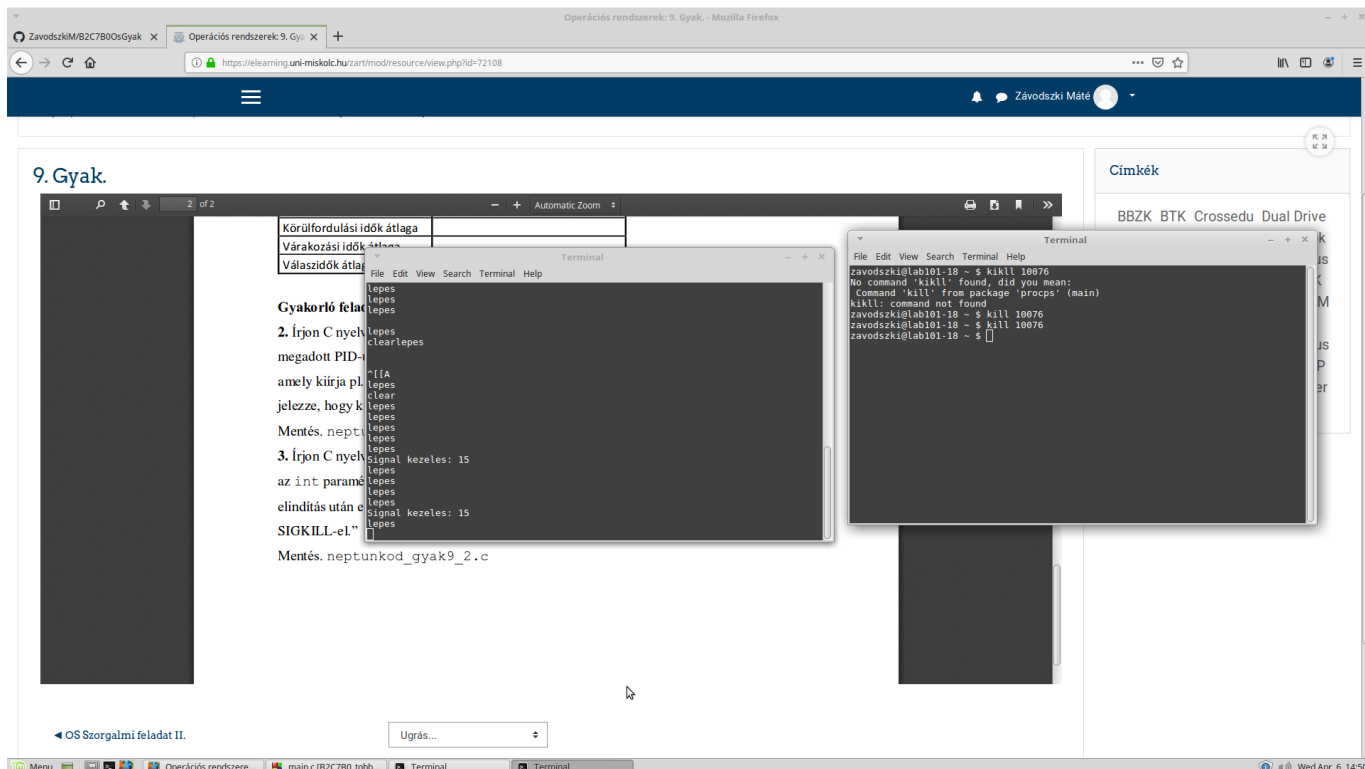 Operációs rendszerek: 9. Gyak. - Mozilla Firefox
ZavodszkiM/B2C7B0OsGyak
Operációs rendszerek: 9. Gya
https://elearning.uni-miskolc.hu/zart/mod/resource/view.php?id=72108
Závodszki Máté
9. Gyak.
2 of 2
Automatic Zoom
Körülfordulási idők átlaga
Várakozási idők átlaga
Válaszidők átlag
Gyakorló felad
2. Írjon C nyelv
megadott PID-u
amely kiírja pl.
jelezze, hogy k
Mentés. neptu
3. Írjon C nyelv
az int paramé
elindítás után e
SIGKILL-el.”
Mentés. neptunkod_gyak9_2.c
Terminal
File Edit View Search Terminal Help
lepes
lepes
lepes
lepes
clearlepes
^[[A
lepes
clear
lepes
lepes
lepes
lepes
lepes
Signal kezeles: 15
lepes
lepes
lepes
lepes
Signal kezeles: 15
lepes
Terminal
File Edit View Search Terminal Help
zavodszki@lab101-18 ~ $ kikll 10076
No command 'kikll' found, did you mean:
Command 'kill' from package 'procps' (main)
kikll: command not found
zavodszki@lab101-18 ~ $ kill 10076
zavodszki@lab101-18 ~ $ kill 10076
zavodszki@lab101-18 ~ $
Címkék
BBZK BTK Crossedu Dual Drive
k
us
K
M
us
P
er
◄ OS Szorgalmi feladat II.
Ugrás...
Menu
Operációs rendszere...
main.c [B2C7B0_tobb...
Terminal
Terminal
Wed Apr 6, 14:50